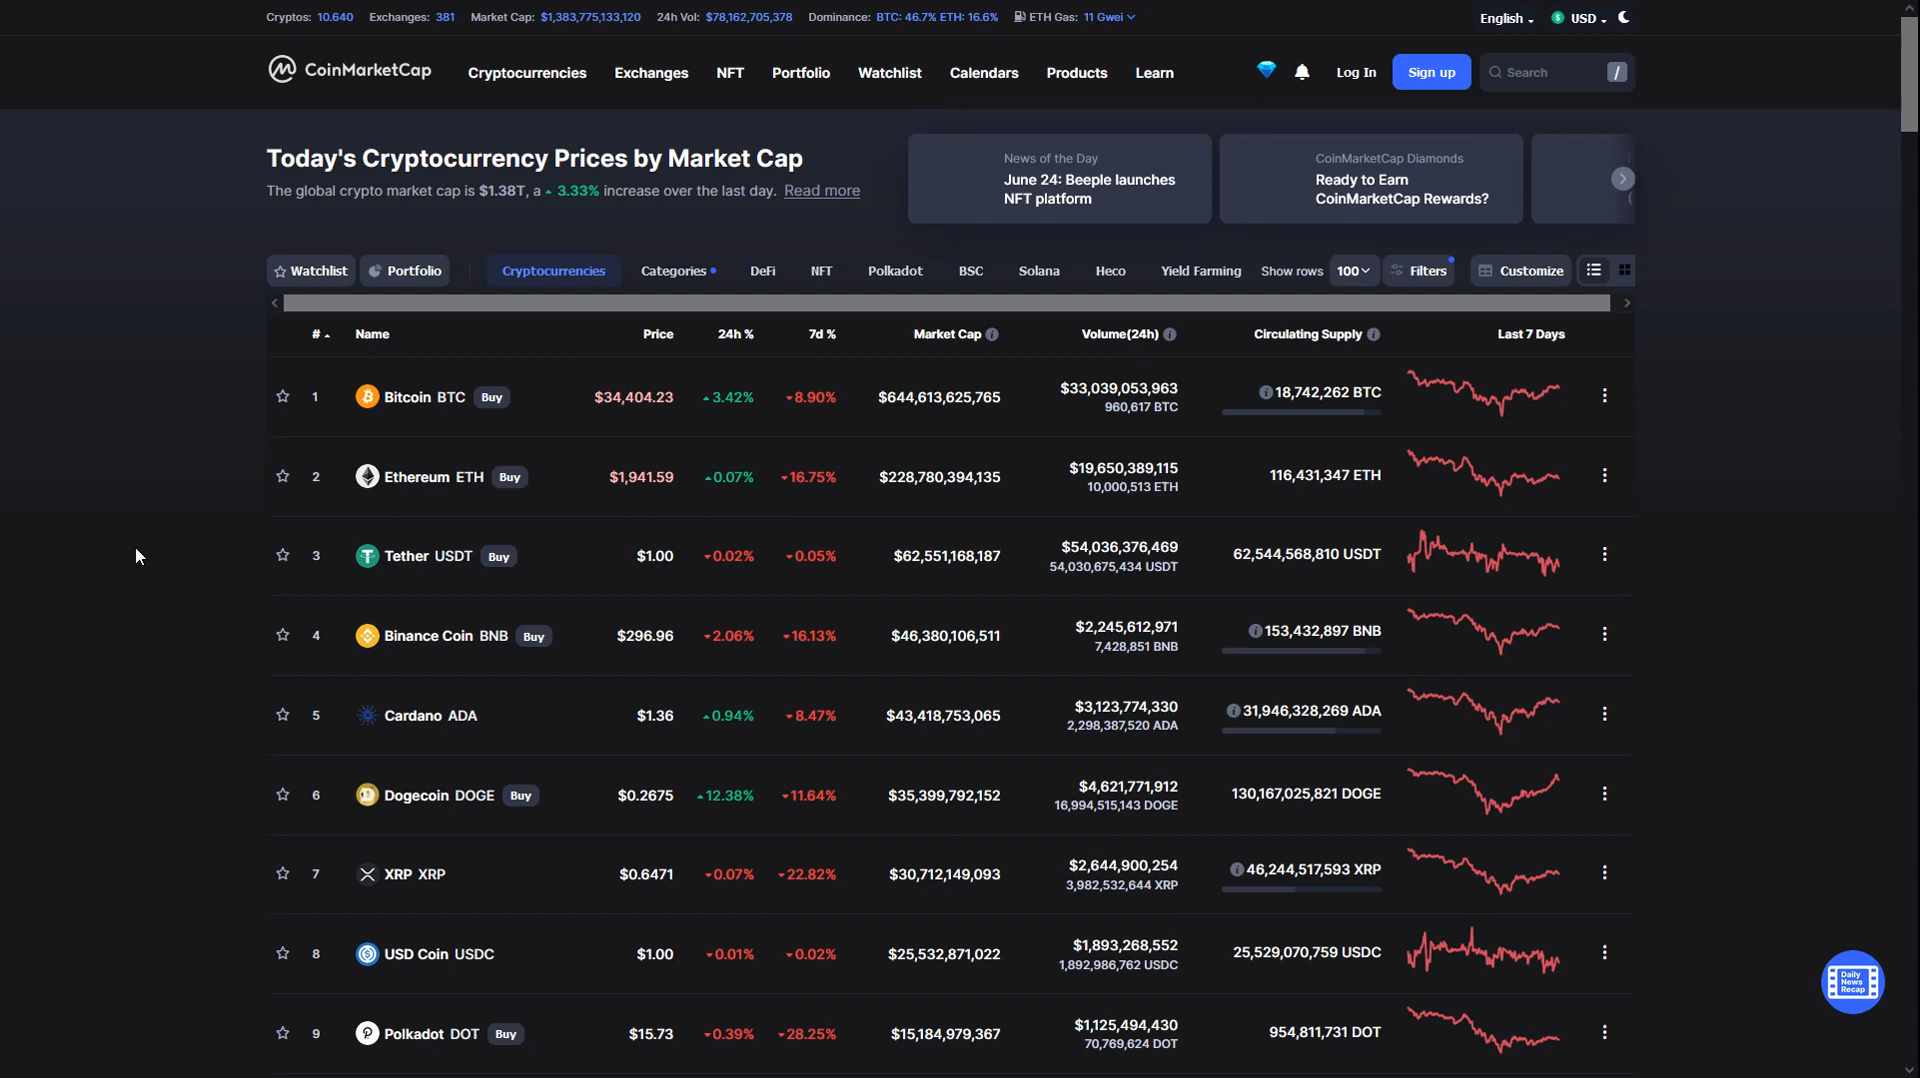 Cryptos: 10.640 Exchanges: 381 Market Cap: $1,383,775,133,120 24h Vol: $78,162,705,378 Dominance: BTC: 46.7% ETH: 16.6% ETH Gas: 11 Gwei English USD
CoinMarketCap Cryptocurrencies Exchanges NFT Portfolio Watchlist Calendars Products Learn Log In Sign up Search /
Today's Cryptocurrency Prices by Market Cap
The global crypto market cap is $1.38T, a 3.33% increase over the last day. Read more
News of the Day
June 24: Beeple launches
NFT platform
CoinMarketCap Diamonds
Ready to Earn
CoinMarketCap Rewards?
Watchlist Portfolio Cryptocurrencies Categories DeFi NFT Polkadot BSC Solana Heco Yield Farming Show rows 100 Filters Customize
# Name Price 24h % 7d % Market Cap Volume(24h) Circulating Supply Last 7 Days
1 Bitcoin BTC Buy $34,404.23 3.42% 8.90% $644,613,625,765 $33,039,053,963 18,742,262 BTC
960,617 BTC
2 Ethereum ETH Buy $1,941.59 0.07% 16.75% $228,780,394,135 $19,650,389,115 116,431,347 ETH
10,000,513 ETH
3 Tether USDT Buy $1.00 0.02% 0.05% $62,551,168,187 $54,036,376,469 62,544,568,810 USDT
54,030,675,434 USDT
4 Binance Coin BNB Buy $296.96 2.06% 16.13% $46,380,106,511 $2,245,612,971 153,432,897 BNB
7,428,851 BNB
5 Cardano ADA $1.36 0.94% 8.47% $43,418,753,065 $3,123,774,330 31,946,328,269 ADA
2,298,387,520 ADA
6 Dogecoin DOGE Buy $0.2675 12.38% 11.64% $35,399,792,152 $4,621,771,912 130,167,025,821 DOGE
16,994,515,143 DOGE
7 XRP XRP $0.6471 0.07% 22.82% $30,712,149,093 $2,644,900,254 46,244,517,593 XRP
3,982,532,644 XRP
8 USD Coin USDC $1.00 0.01% 0.02% $25,532,871,022 $1,893,268,552 25,529,070,759 USDC
1,892,986,762 USDC
9 Polkadot DOT Buy $15.73 0.39% 28.25% $15,184,979,367 $1,125,494,430 954,811,731 DOT
70,769,624 DOT
Daily
News
Recap